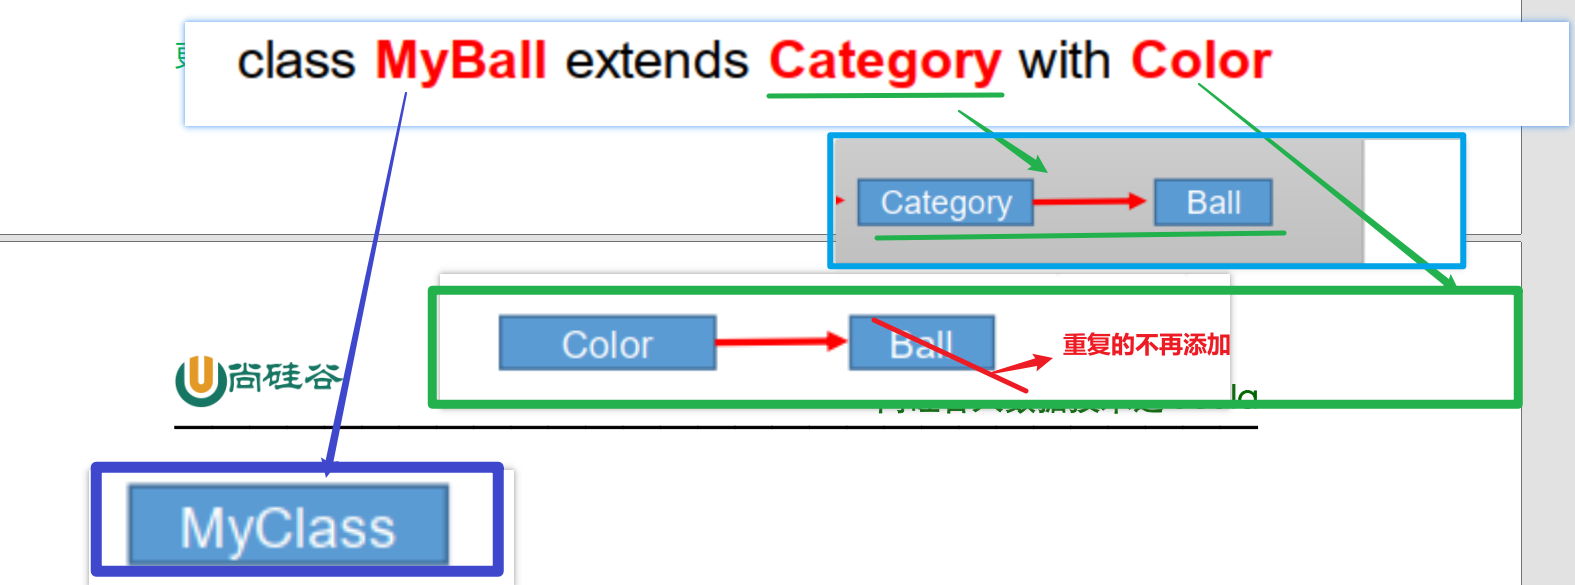 class MyBall extends Category with Color
Category
Ball
Color
Ball
重复的不再添加
尚硅谷
MyClass